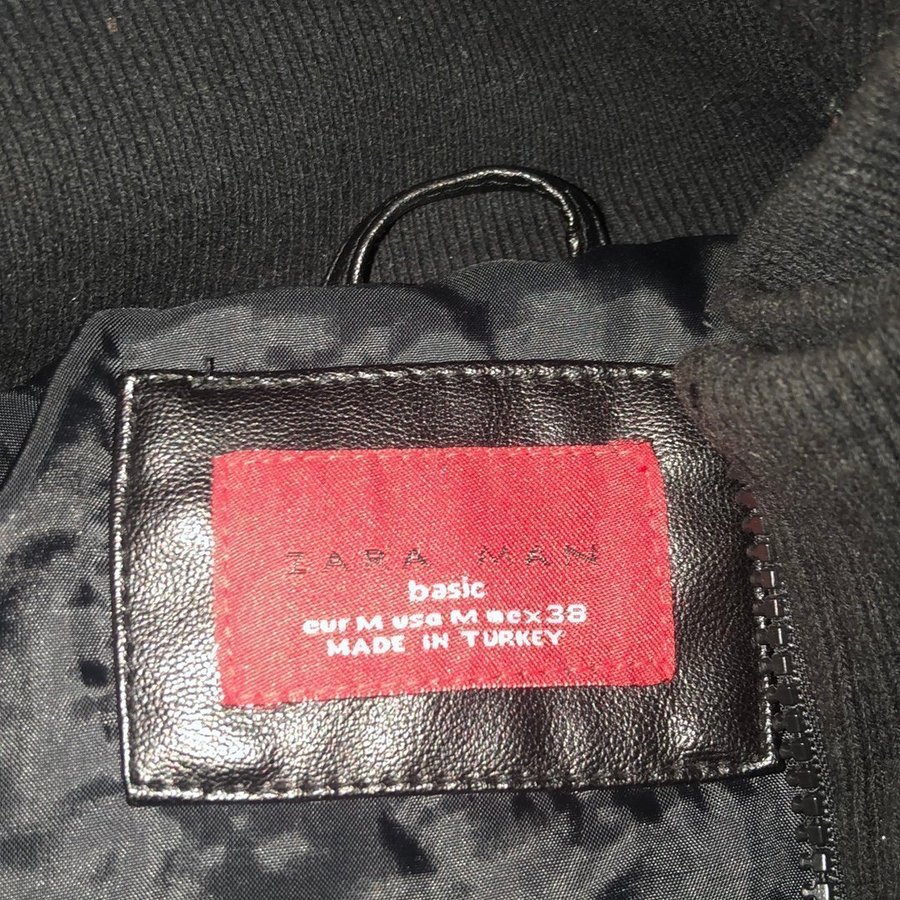 ZARA MAN
basic
eur M usa M mex 38
MADE IN TURKEY